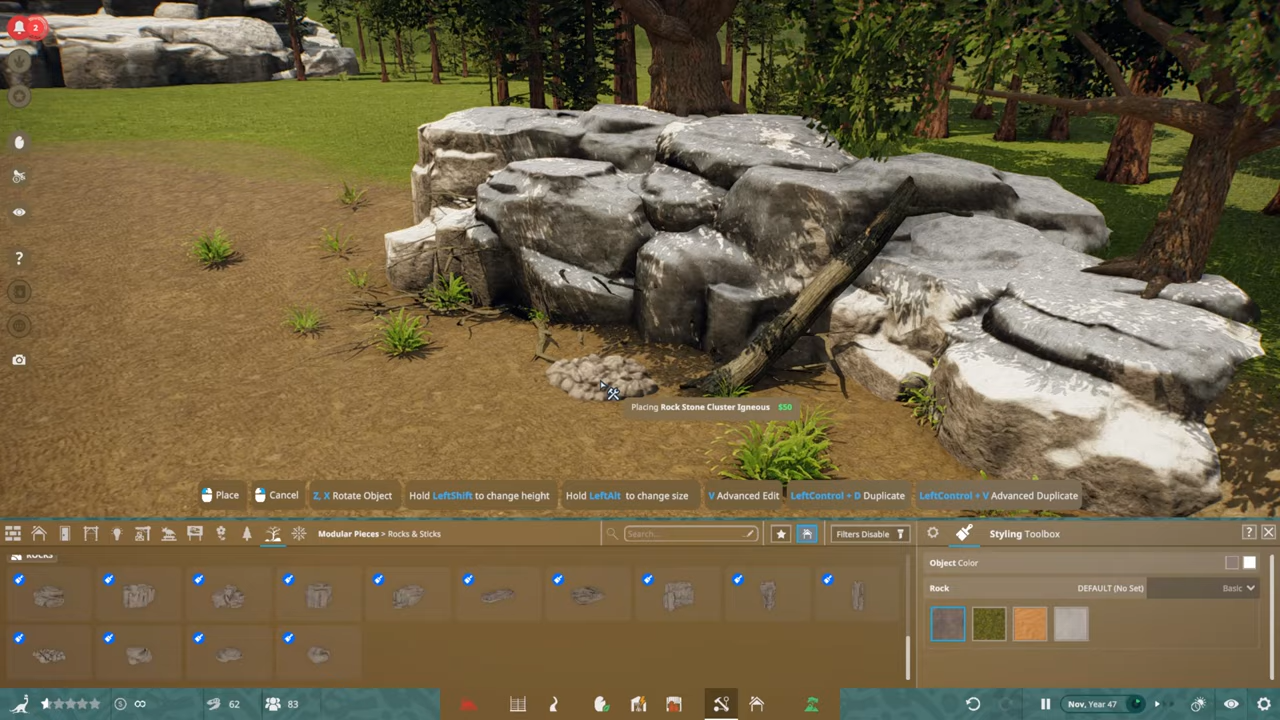 2
Placing Rock Stone Cluster Igneous $50
Place
Cancel
Z, X Rotate Object
Hold LeftShift to change height
Hold LeftAlt to change size
V Advanced Edit
LeftControl + D Duplicate
LeftControl + V Advanced Duplicate
Modular Pieces > Rocks & Sticks
Search...
Filters Disable
Styling Toolbox
?
ROCKS
Object Color
Rock
DEFAULT (No Set)
Basic
∞
62
83
Nov, Year 47